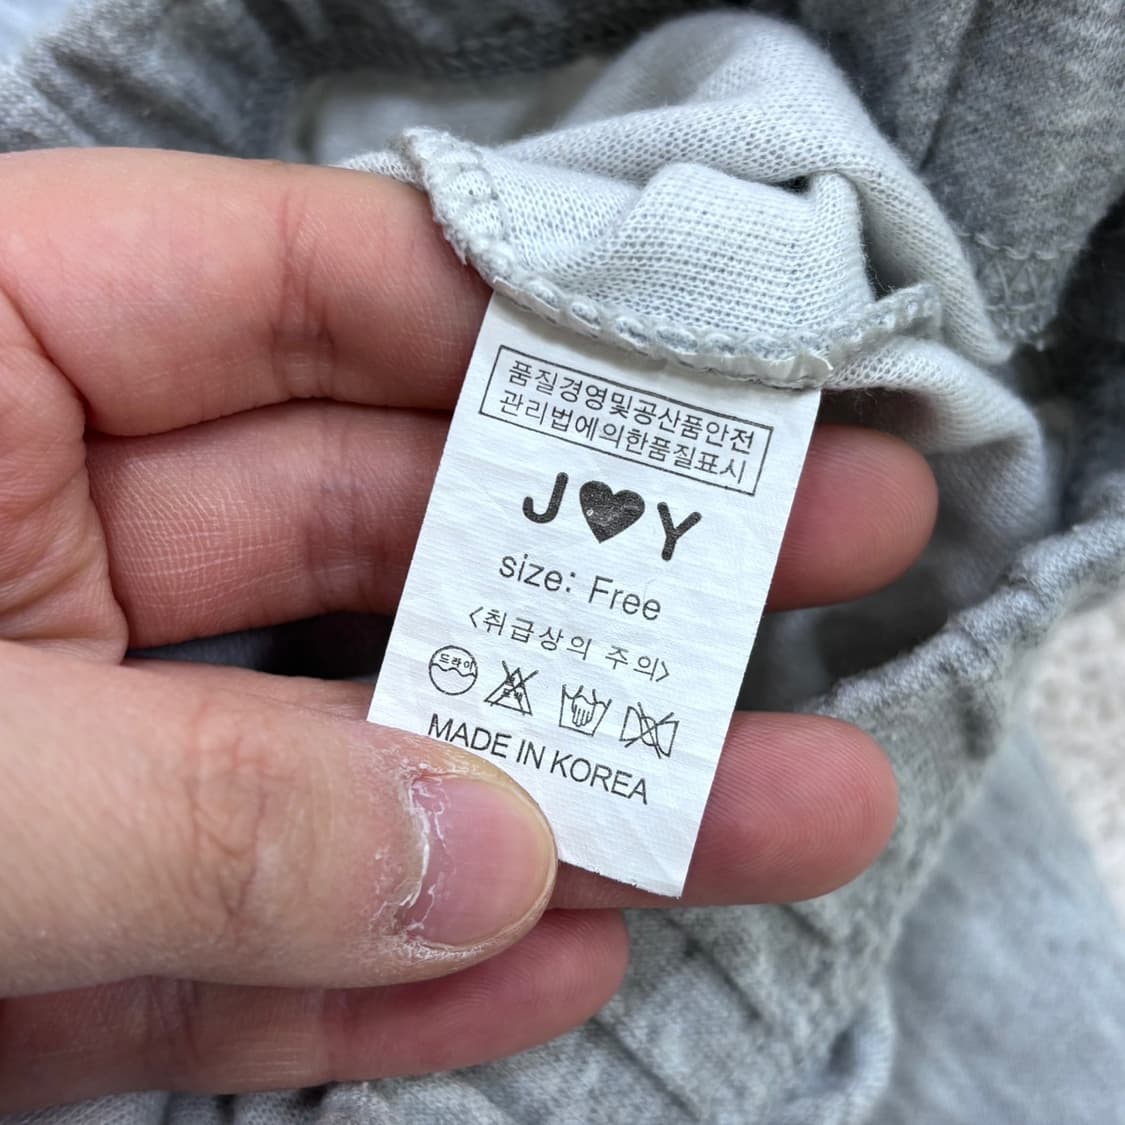 품질경영및공산품안전
관리법에의한품질표시
J♥Y
size: Free
<취급상의 주의>
드라이
MADE IN KOREA